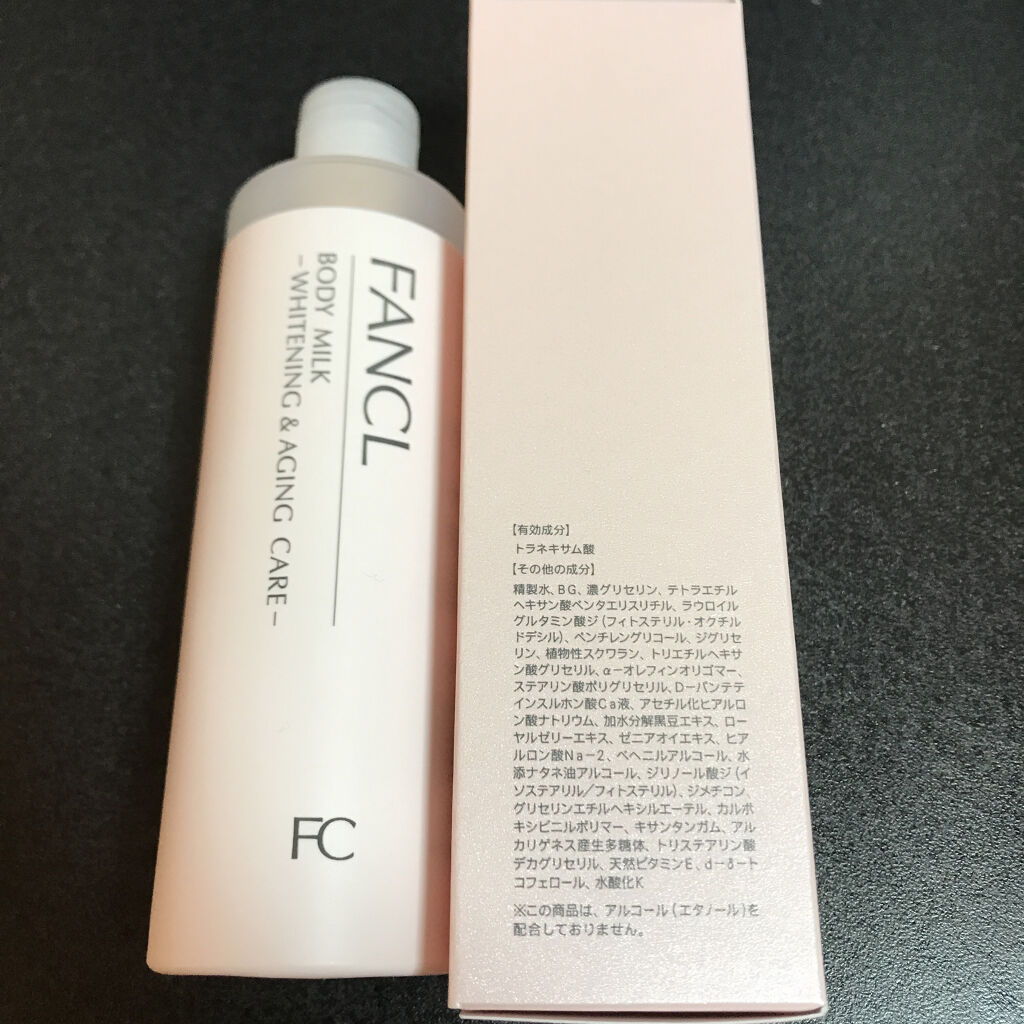 FANCL
BODY MILK
-WHITENING & AGING CARE-
FC
【有効成分】
トラネキサム酸
【その他の成分】
精製水、BG、濃グリセリン、テトラエチル
ヘキサン酸ペンタエリスリチル、ラウロイル
グルタミン酸ジ(フィトステリル・オクチル
ドデシル)、ペンチレングリコール、ジグリセ
リン、植物性スクワラン、トリエチルヘキサ
ン酸グリセリル、α－オレフィンオリゴマー、
ステアリン酸ポリグリセリル、D－パンテテ
インスルホン酸Ca液、アセチル化ヒアルロ
ン酸ナトリウム、加水分解黒豆エキス、ロー
ヤルゼリーエキス、ゼニアオイエキス、ヒア
ルロン酸Na－2、ベヘニルアルコール、水
添ナタネ油アルコール、ジリノール酸ジ(イ
ソステアリル／フィトステリル)、ジメチコン、
グリセリンエチルヘキシルエーテル、カルボ
キシビニルポリマー、キサンタンガム、アル
カリゲネス産生多糖体、トリステアリン酸
デカグリセリル、天然ビタミンE、d－δ－ト
コフェロール、水酸化K
※この商品は、アルコール(エタノール)を
配合しておりません。